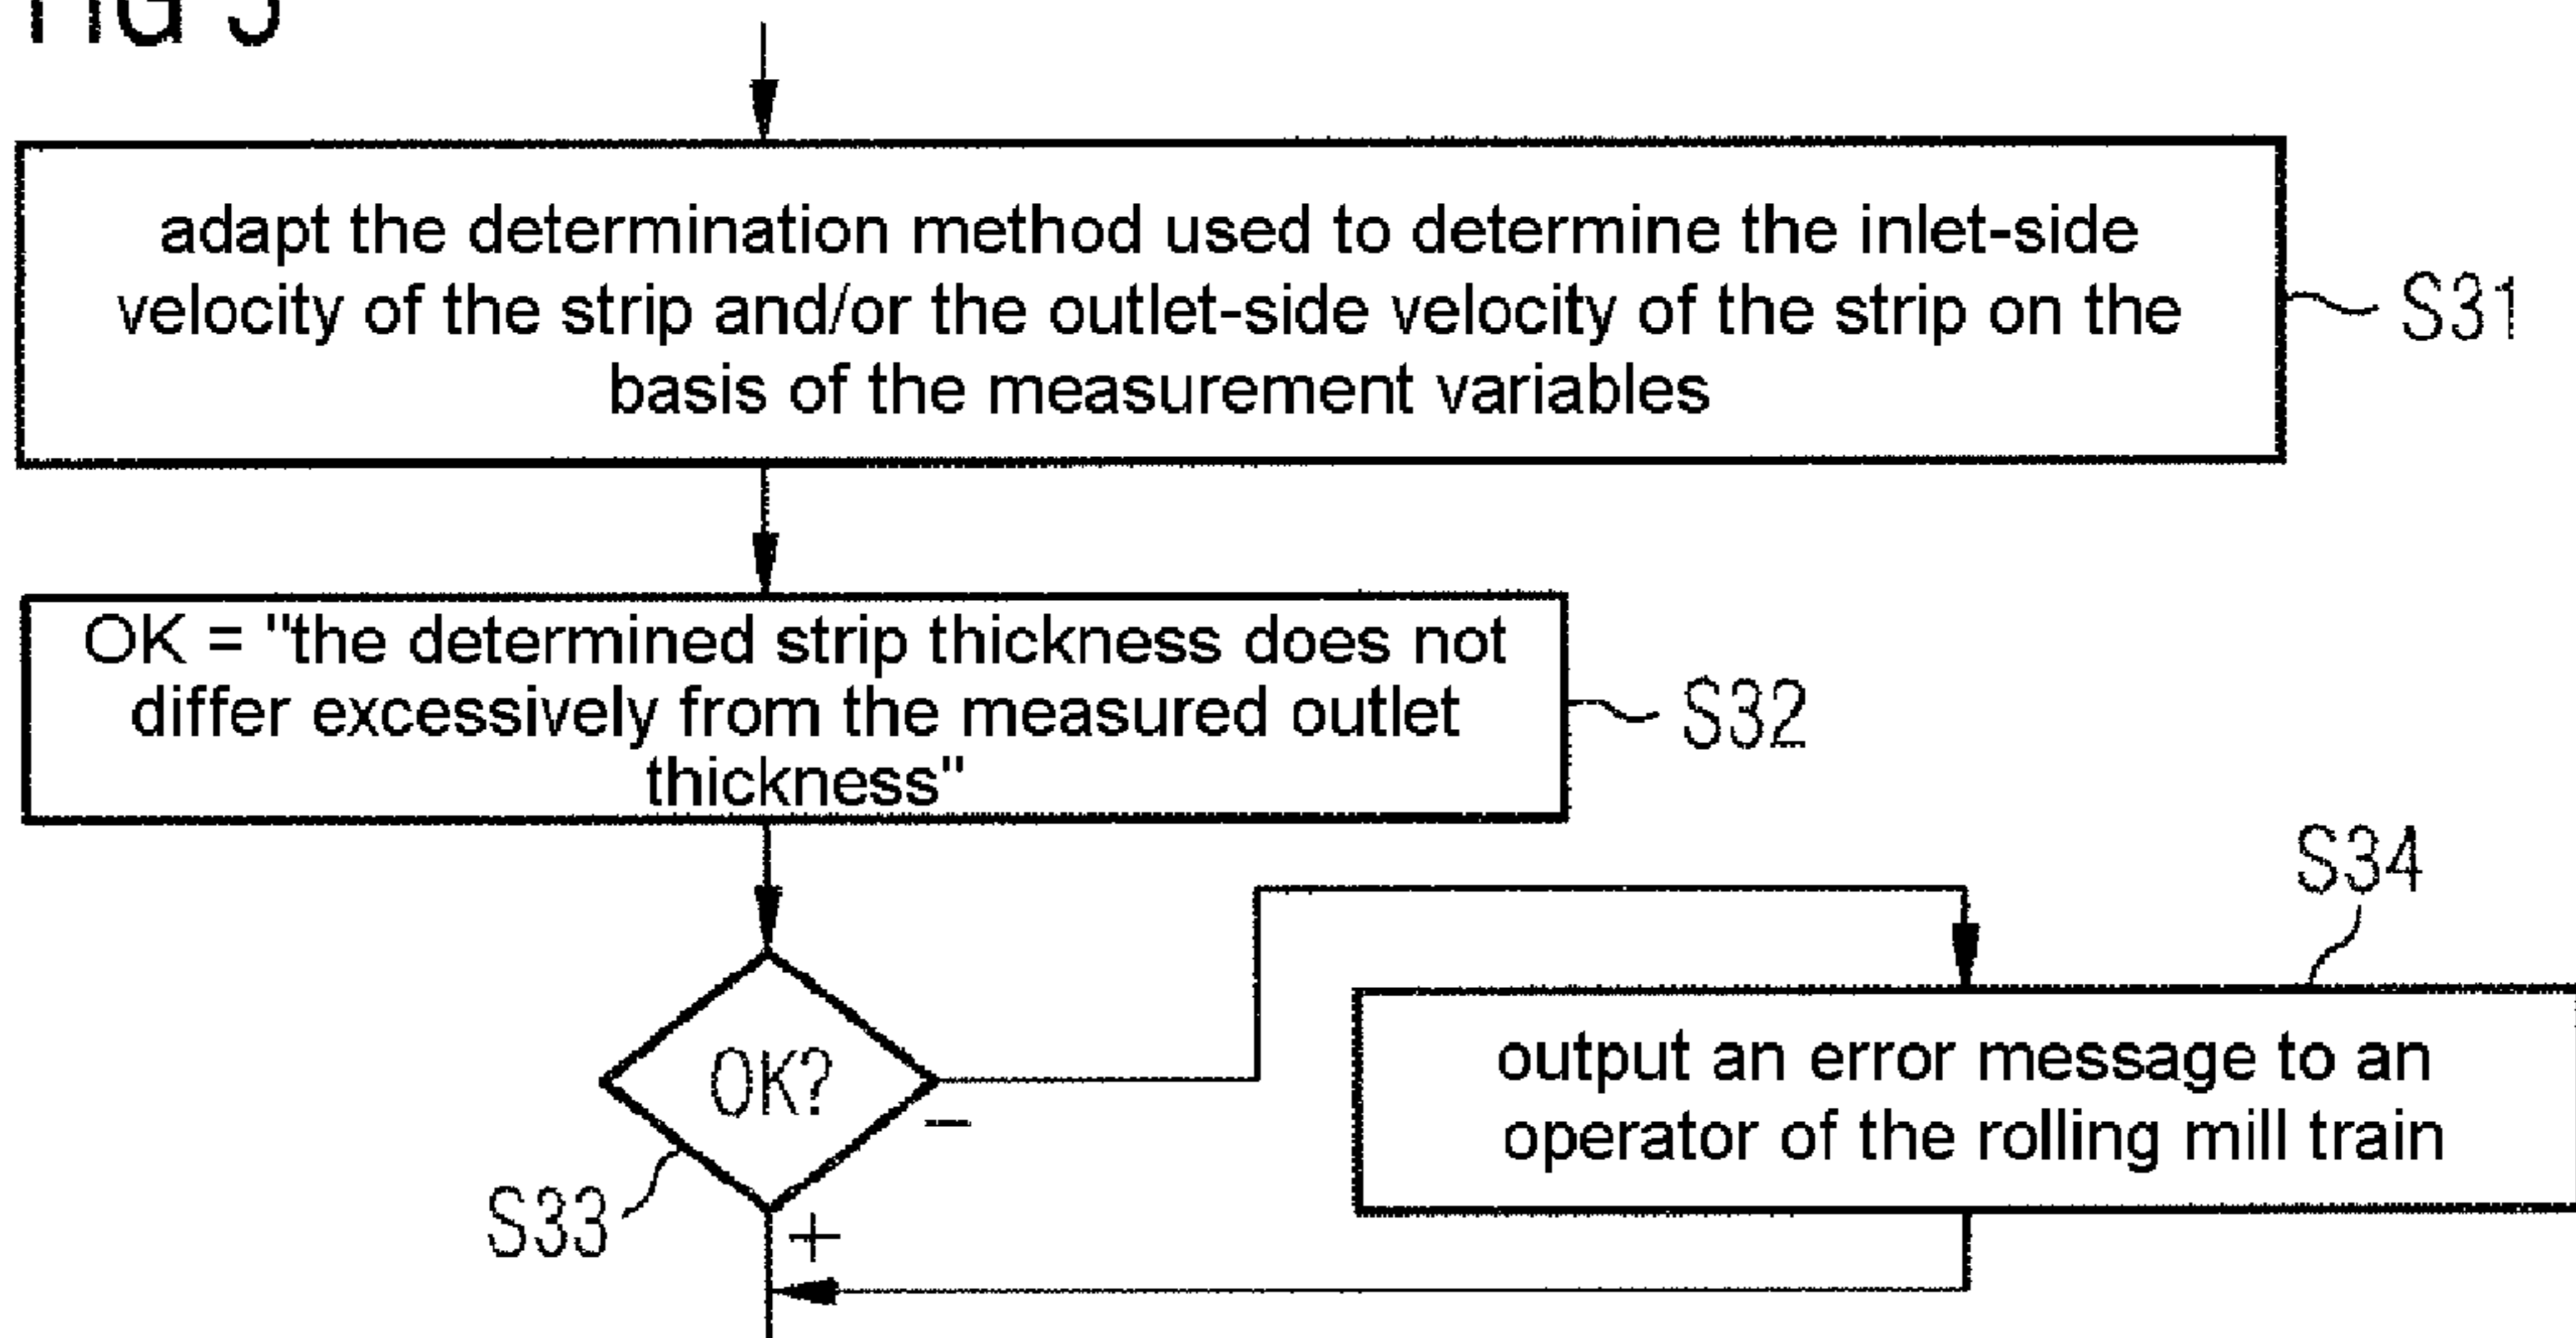 FIG 5
adapt the determination method used to determine the inlet-side
velocity of the strip and/or the outlet-side velocity of the strip on the
basis of the measurement variables
S31
OK = "the determined strip thickness does not
differ excessively from the measured outlet
thickness"
S32
S34
OK?
−
output an error message to an
operator of the rolling mill train
S33
+